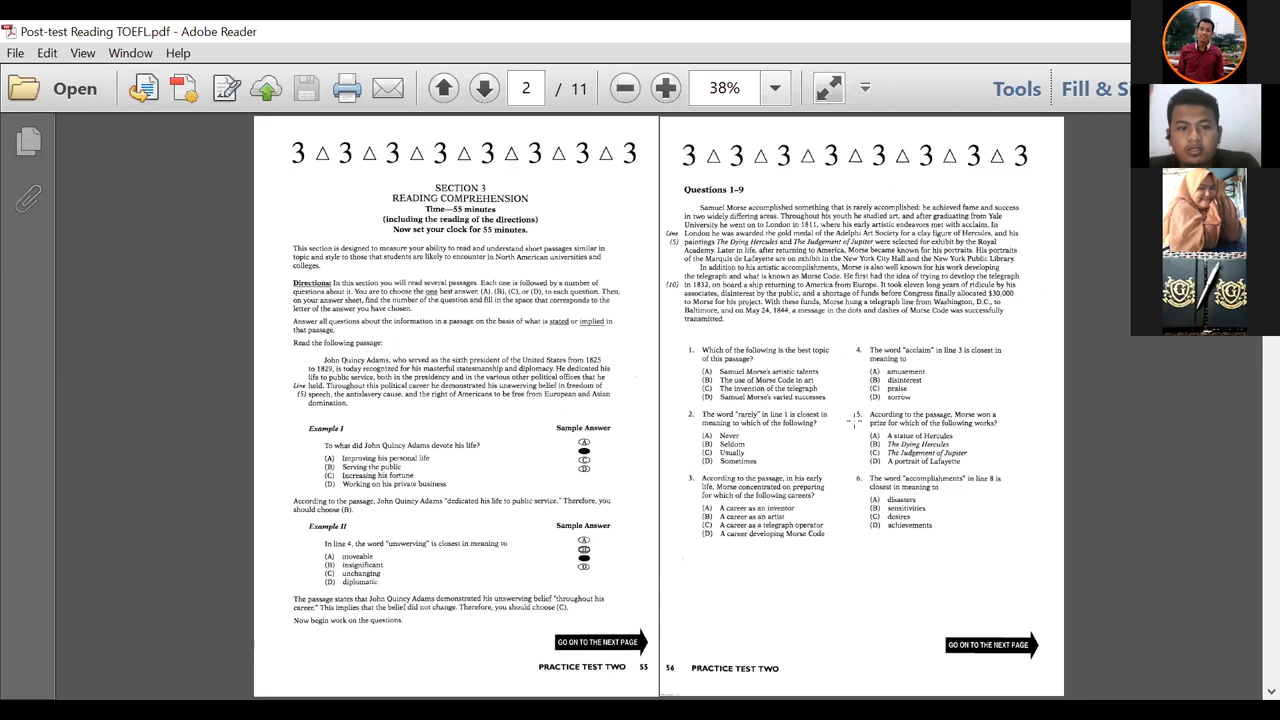 Post-test Reading TOEFL.pdf - Adobe Reader
File Edit View Window Help
Open
2 / 11
38%
Tools
Fill & S
3 △ 3 △ 3 △ 3 △ 3 △ 3 △ 3 △ 3
SECTION 3
READING COMPREHENSION
Time—55 minutes
(including the reading of the directions)
Now set your clock for 55 minutes.
This section is designed to measure your ability to read and understand short passages similar in
topic and style to those that students are likely to encounter in North American universities and
colleges.
Directions: In this section you will read several passages. Each one is followed by a number of
questions about it. You are to choose the one best answer, (A), (B), (C), or (D), to each question. Then,
on your answer sheet, find the number of the question and fill in the space that corresponds to the
letter of the answer you have chosen.
Answer all questions about the information in a passage on the basis of what is stated or implied in
that passage.
Read the following passage:
John Quincy Adams, who served as the sixth president of the United States from 1825
to 1829, is today recognized for his masterful statesmanship and diplomacy. He dedicated his
life to public service, both in the presidency and in the various other political offices that he
Line held. Throughout his political career he demonstrated his unswerving belief in freedom of
(5) speech, the antislavery cause, and the right of Americans to be free from European and Asian
domination.
Example I
Sample Answer
To what did John Quincy Adams devote his life?
(A) Improving his personal life
(B) Serving the public
(C) Increasing his fortune
(D) Working on his private business
A
C
D
According to the passage, John Quincy Adams "dedicated his life to public service." Therefore, you
should choose (B).
Example II
Sample Answer
In line 4, the word "unswerving" is closest in meaning to
(A) moveable
(B) insignificant
(C) unchanging
(D) diplomatic
A
B
D
The passage states that John Quincy Adams demonstrated his unswerving belief "throughout his
career." This implies that the belief did not change. Therefore, you should choose (C).
Now begin work on the questions.
GO ON TO THE NEXT PAGE
PRACTICE TEST TWO 55
3 △ 3 △ 3 △ 3 △ 3 △ 3 △ 3 △ 3
Questions 1–9
Samuel Morse accomplished something that is rarely accomplished: he achieved fame and success
in two widely differing areas. Throughout his youth he studied art, and after graduating from Yale
University he went on to London in 1811, where his early artistic endeavors met with acclaim. In
Line London he was awarded the gold medal of the Adelphi Art Society for a clay figure of Hercules, and his
(5) paintings The Dying Hercules and The Judgement of Jupiter were selected for exhibit by the Royal
Academy. Later in life, after returning to America, Morse became known for his portraits. His portraits
of the Marquis de Lafayette are on exhibit in the New York City Hall and the New York Public Library.
In addition to his artistic accomplishments, Morse is also well known for his work developing
the telegraph and what is known as Morse Code. He first had the idea of trying to develop the telegraph
(10) in 1832, on board a ship returning to America from Europe. It took eleven long years of ridicule by his
associates, disinterest by the public, and a shortage of funds before Congress finally allocated $30,000
to Morse for his project. With these funds, Morse hung a telegraph line from Washington, D.C., to
Baltimore, and on May 24, 1844, a message in the dots and dashes of Morse Code was successfully
transmitted.
1. Which of the following is the best topic
of this passage?
(A) Samuel Morse's artistic talents
(B) The use of Morse Code in art
(C) The invention of the telegraph
(D) Samuel Morse's varied successes
2. The word "rarely" in line 1 is closest in
meaning to which of the following?
(A) Never
(B) Seldom
(C) Usually
(D) Sometimes
3. According to the passage, in his early
life, Morse concentrated on preparing
for which of the following careers?
(A) A career as an inventor
(B) A career as an artist
(C) A career as a telegraph operator
(D) A career developing Morse Code
4. The word "acclaim" in line 3 is closest in
meaning to
(A) amusement
(B) disinterest
(C) praise
(D) sorrow
5. According to the passage, Morse won a
prize for which of the following works?
(A) A statue of Hercules
(B) The Dying Hercules
(C) The Judgement of Jupiter
(D) A portrait of Lafayette
6. The word "accomplishments" in line 8 is
closest in meaning to
(A) disasters
(B) sensitivities
(C) desires
(D) achievements
GO ON TO THE NEXT PAGE
56 PRACTICE TEST TWO